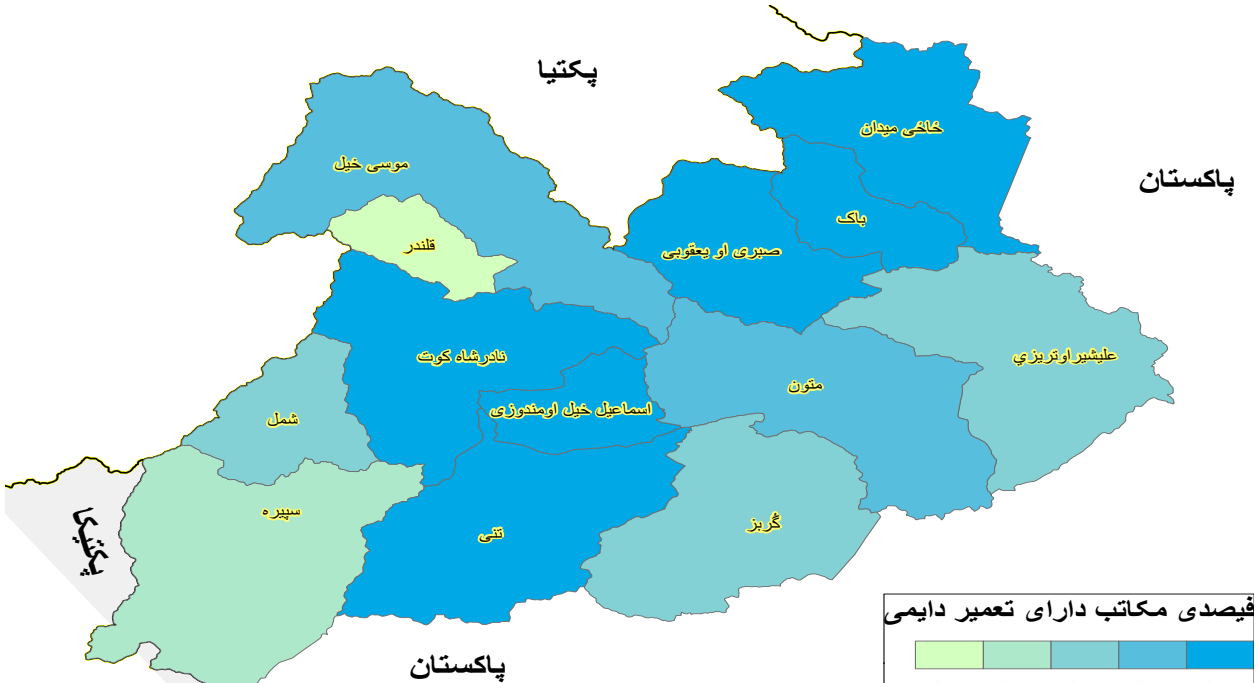 پکتیا
خاځی میدان
موسی خیل
پاکستان
باک
قلندر
صبری او یعقوبی
نادرشاه کوت
علیشیراوتریزي
متون
اسماعیل خیل اومندوزی
شمل
سپیره
گربز
تنی
پکتیکا
فیصدی مکاتب دارای تعمیر دایمی
پاکستان